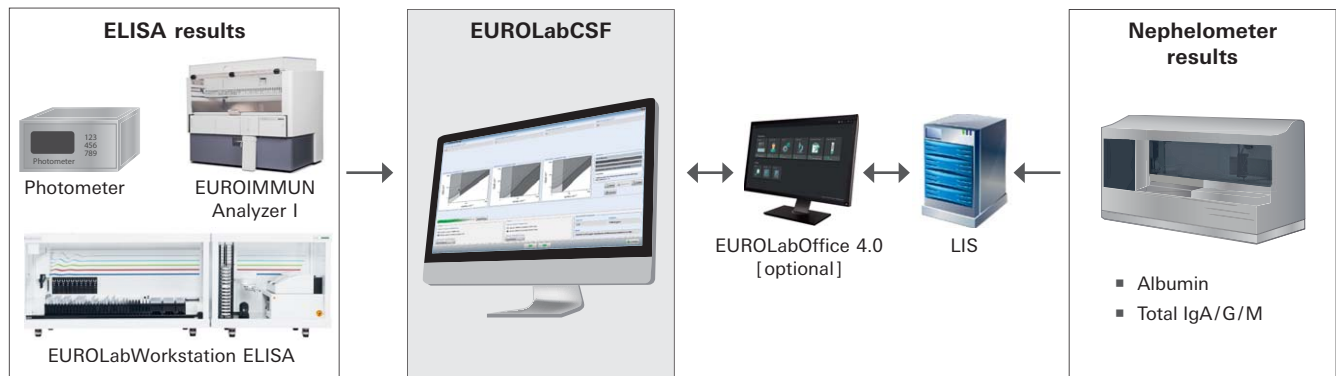 ELISA results
123
456
789
Photometer
Photometer
EUROIMMUN
Analyzer I
EUROLabWorkstation ELISA
EUROLabCSF
EUROLabOffice 4.0
[optional]
LIS
Nephelometer
results
▪ Albumin
▪ Total IgA/G/M